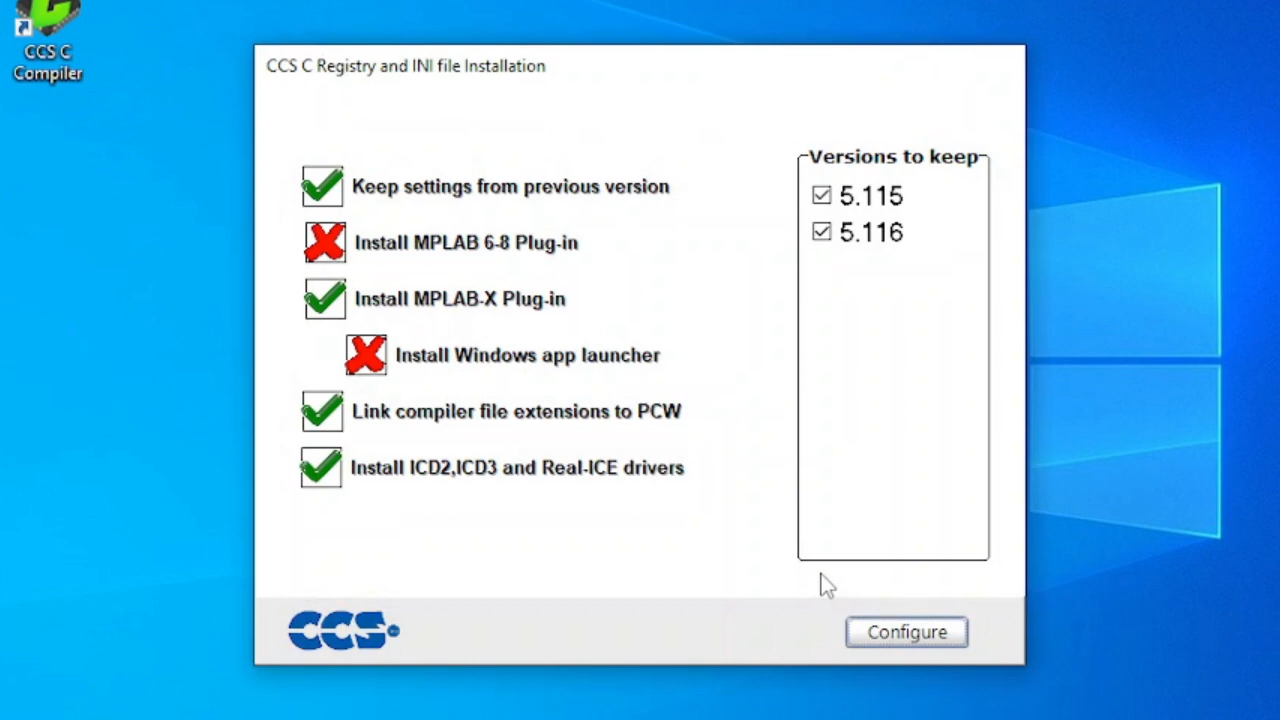 CCS C
Compiler
CCS C Registry and INI file Installation
Keep settings from previous version
Install MPLAB 6-8 Plug-in
Install MPLAB-X Plug-in
Install Windows app launcher
Link compiler file extensions to PCW
Install ICD2,ICD3 and Real-ICE drivers
Versions to keep
5.115
5.116
CCS
Configure